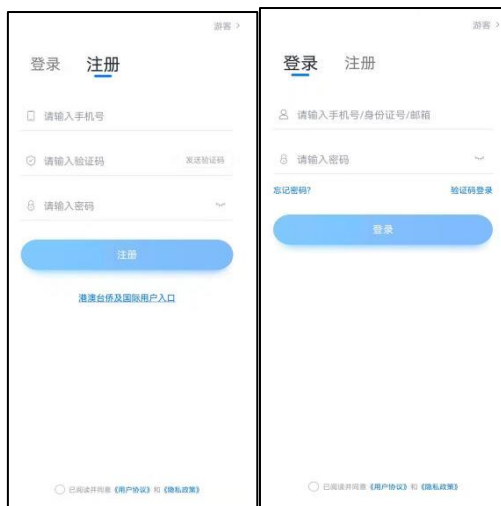 游客 >
登录 注册
请输入手机号
请输入验证码 发送验证码
请输入密码
注册
港澳台侨及国际用户入口
已阅读并同意《用户协议》和《隐私政策》
游客 >
登录 注册
请输入手机号/身份证号/邮箱
请输入密码
忘记密码? 验证码登录
登录
已阅读并同意《用户协议》和《隐私政策》